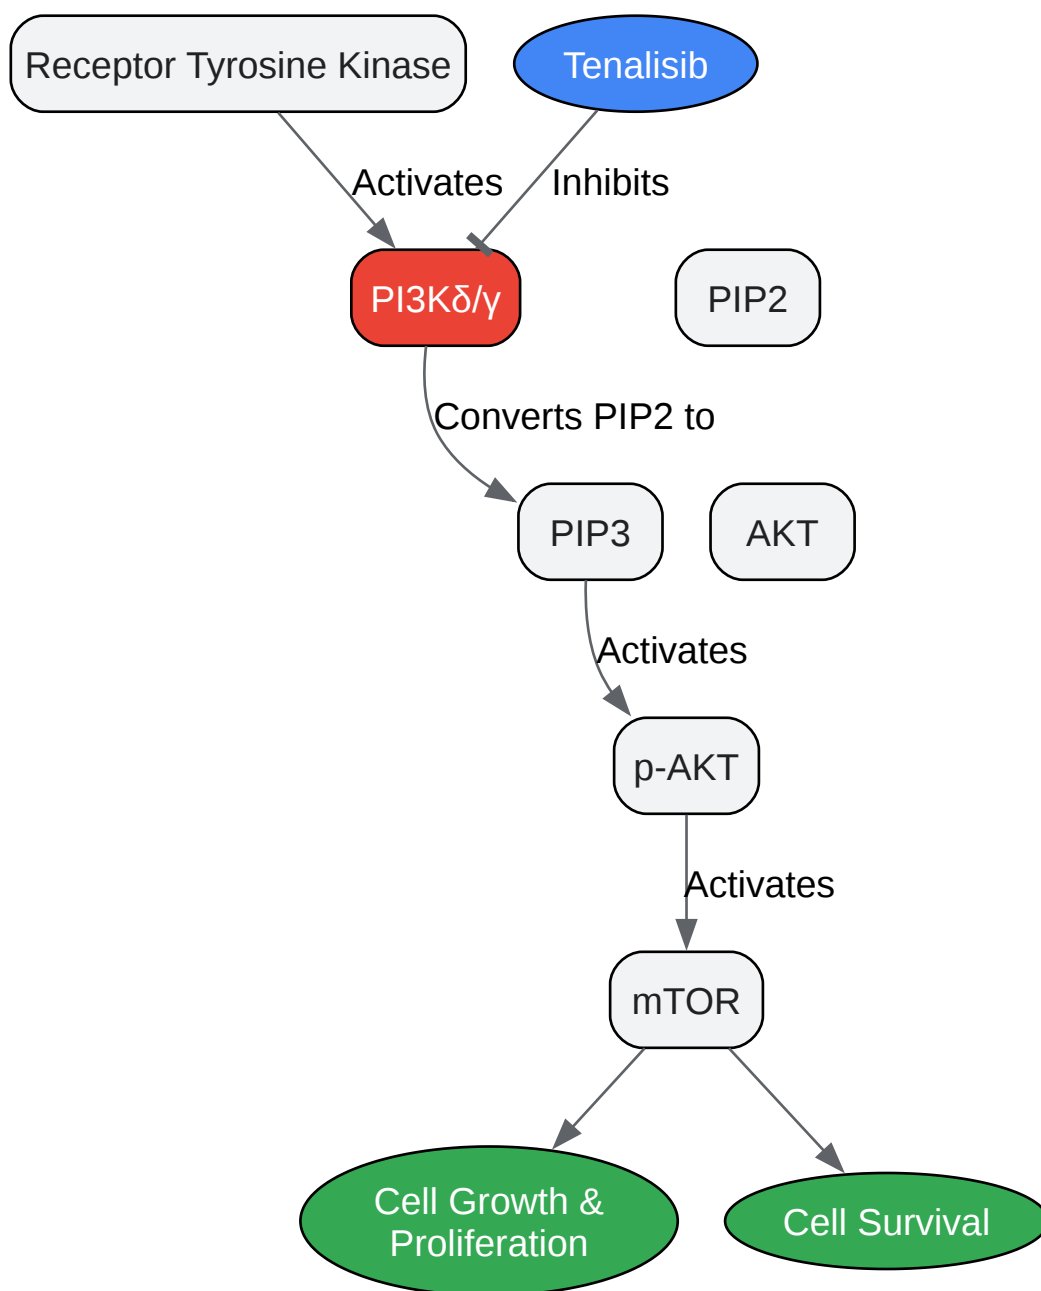 Receptor Tyrosine Kinase
Tenalisib
Activates
Inhibits
PI3Kδ/γ
PIP2
Converts PIP2 to
PIP3
AKT
Activates
p-AKT
Activates
mTOR
Cell Growth &
Proliferation
Cell Survival